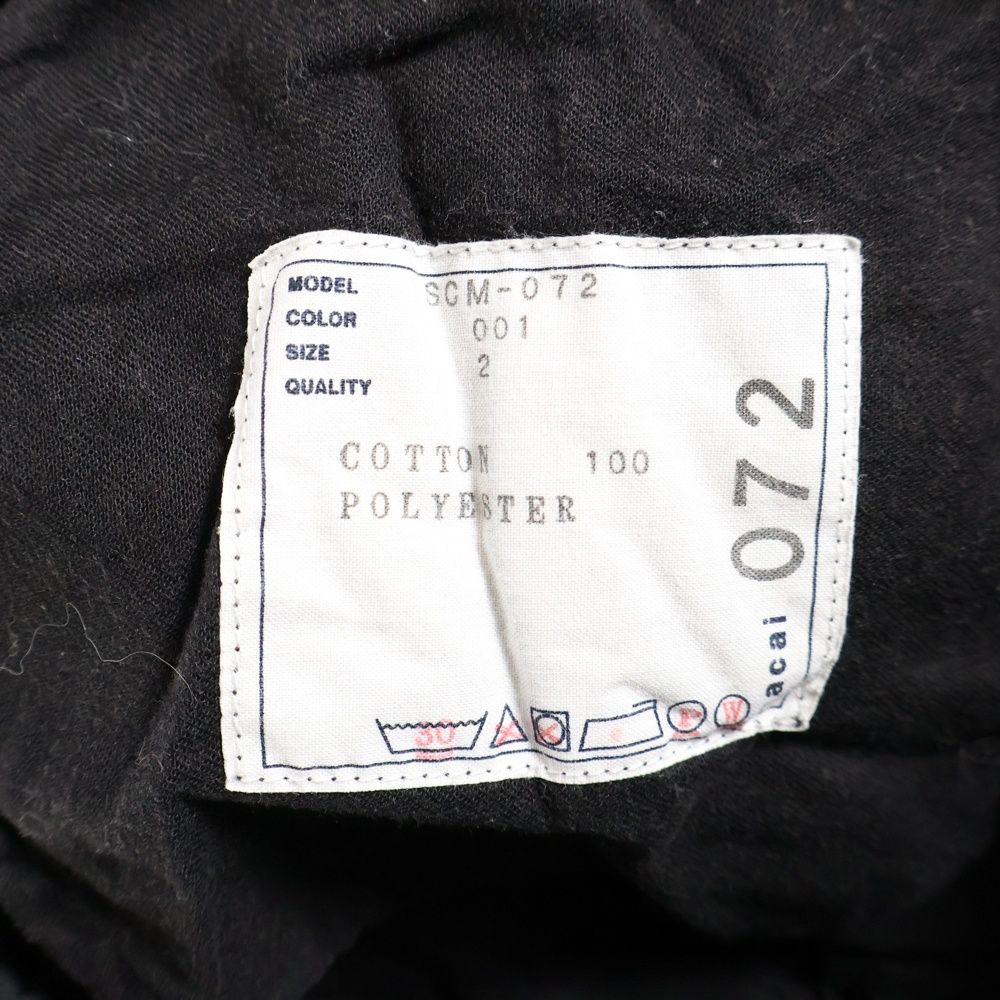 MODEL SCM-072
COLOR 001
SIZE 2
QUALITY
COTTON 100
POLYESTER
072
acai
30
P W